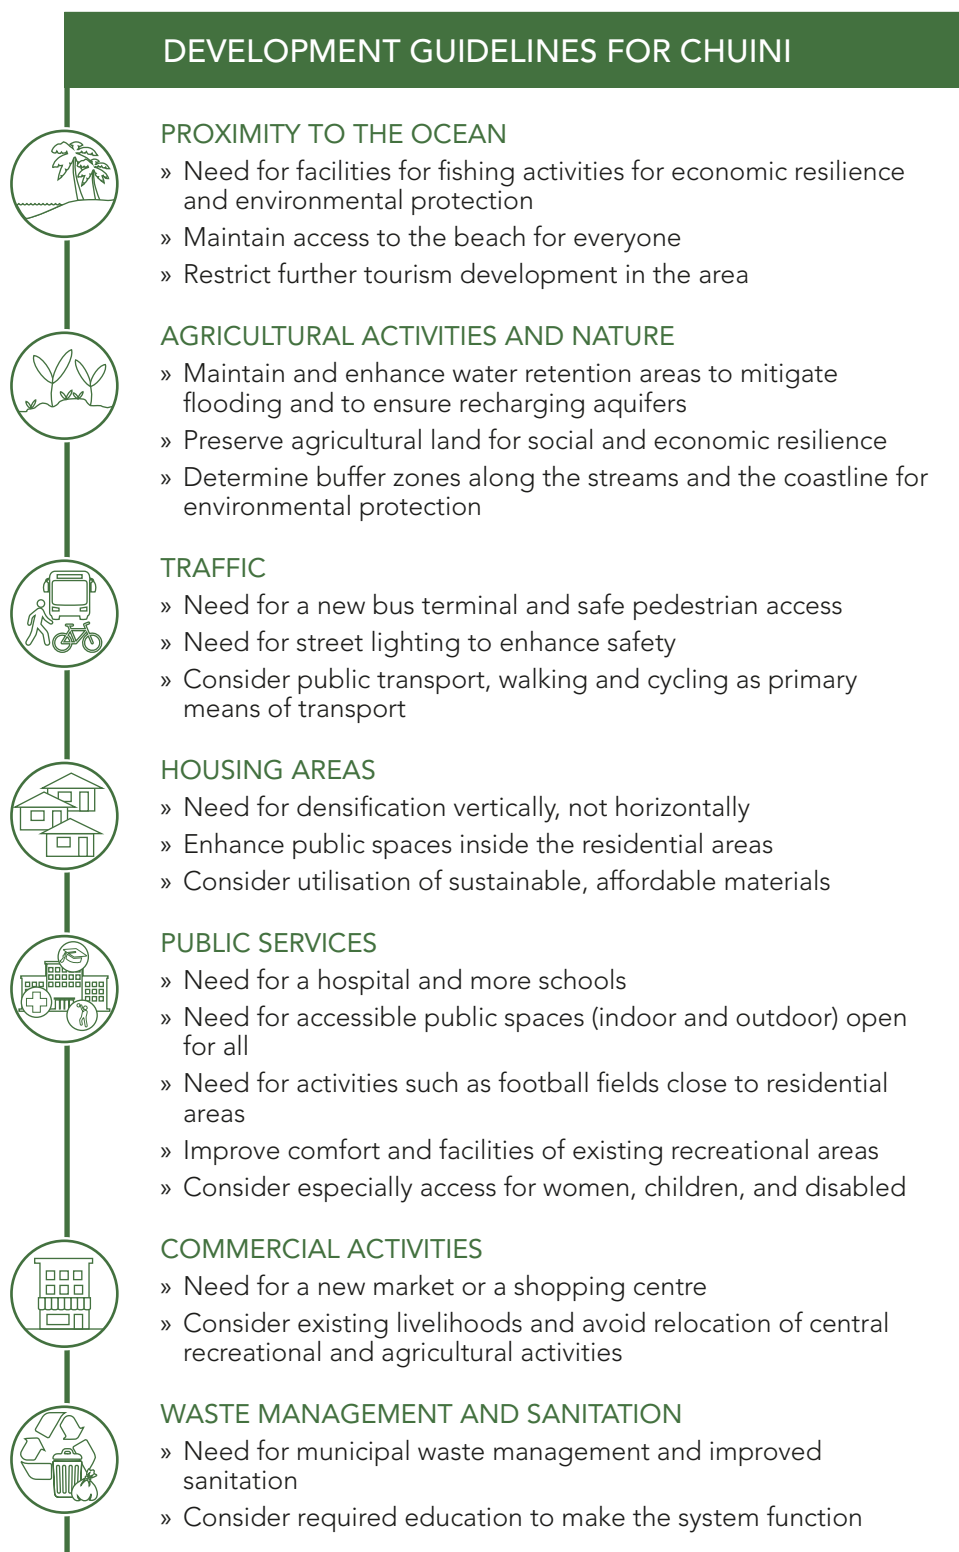 DEVELOPMENT GUIDELINES FOR CHUINI
PROXIMITY TO THE OCEAN
» Need for facilities for fishing activities for economic resilience
and environmental protection
» Maintain access to the beach for everyone
» Restrict further tourism development in the area
AGRICULTURAL ACTIVITIES AND NATURE
» Maintain and enhance water retention areas to mitigate
flooding and to ensure recharging aquifers
» Preserve agricultural land for social and economic resilience
» Determine buffer zones along the streams and the coastline for
environmental protection
TRAFFIC
» Need for a new bus terminal and safe pedestrian access
» Need for street lighting to enhance safety
» Consider public transport, walking and cycling as primary
means of transport
HOUSING AREAS
» Need for densification vertically, not horizontally
» Enhance public spaces inside the residential areas
» Consider utilisation of sustainable, affordable materials
PUBLIC SERVICES
» Need for a hospital and more schools
» Need for accessible public spaces (indoor and outdoor) open
for all
» Need for activities such as football fields close to residential
areas
» Improve comfort and facilities of existing recreational areas
» Consider especially access for women, children, and disabled
COMMERCIAL ACTIVITIES
» Need for a new market or a shopping centre
» Consider existing livelihoods and avoid relocation of central
recreational and agricultural activities
WASTE MANAGEMENT AND SANITATION
» Need for municipal waste management and improved
sanitation
» Consider required education to make the system function